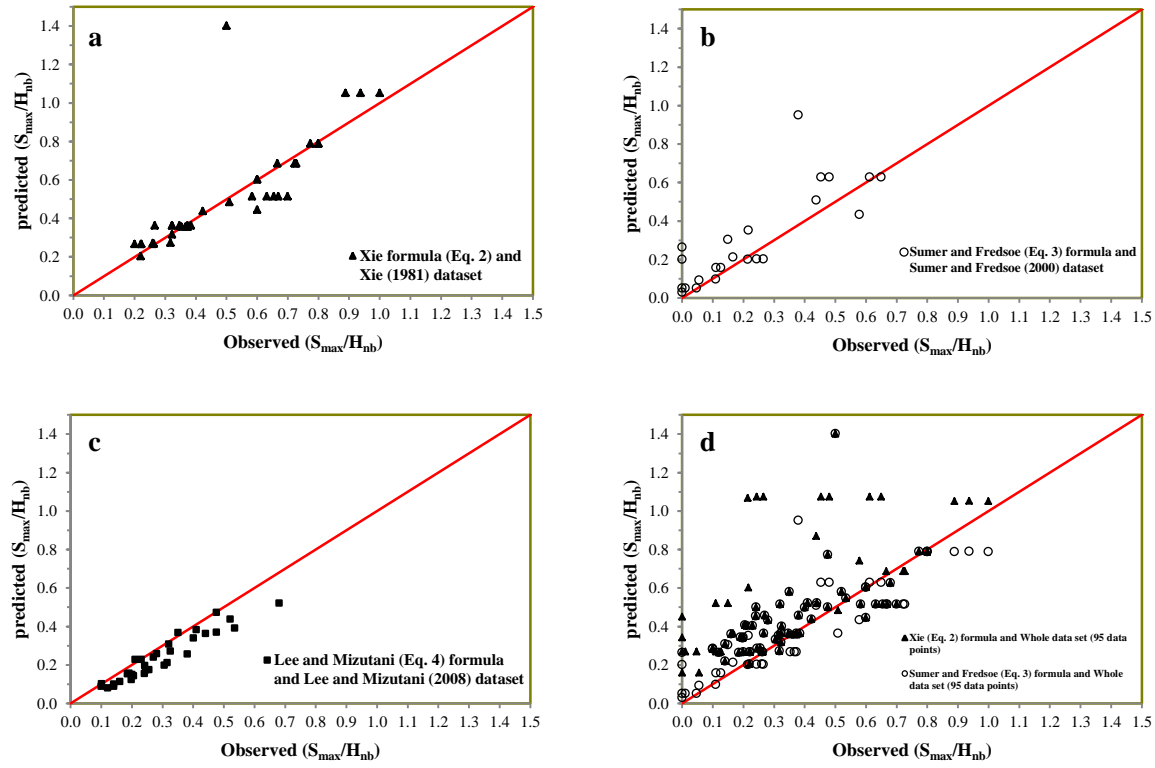 a
predicted (Smax/Hnb)
1.4
1.2
1.0
0.8
0.6
0.4
0.2
0.0
Xie formula (Eq. 2) and
Xie (1981) dataset
0.0 0.1 0.2 0.3 0.4 0.5 0.6 0.7 0.8 0.9 1.0 1.1 1.2 1.3 1.4 1.5
Observed (Smax/Hnb)
b
predicted (Smax/Hnb)
1.4
1.2
1.0
0.8
0.6
0.4
0.2
0.0
Sumer and Fredsoe (Eq. 3) formula and
Sumer and Fredsoe (2000) dataset
0.0 0.1 0.2 0.3 0.4 0.5 0.6 0.7 0.8 0.9 1.0 1.1 1.2 1.3 1.4 1.5
Observed (Smax/Hnb)
c
predicted (Smax/Hnb)
1.4
1.2
1.0
0.8
0.6
0.4
0.2
0.0
Lee and Mizutani (Eq. 4) formula
and Lee and Mizutani (2008) dataset
0.0 0.1 0.2 0.3 0.4 0.5 0.6 0.7 0.8 0.9 1.0 1.1 1.2 1.3 1.4 1.5
Observed (Smax/Hnb)
d
predicted (Smax/Hnb)
1.4
1.2
1.0
0.8
0.6
0.4
0.2
0.0
Xie (Eq. 2) formula and Whole data set (95 data
points)
Sumer and Fredsoe (Eq. 3) formula and Whole
data set (95 data points)
0.0 0.1 0.2 0.3 0.4 0.5 0.6 0.7 0.8 0.9 1.0 1.1 1.2 1.3 1.4 1.5
Observed (Smax/Hnb)